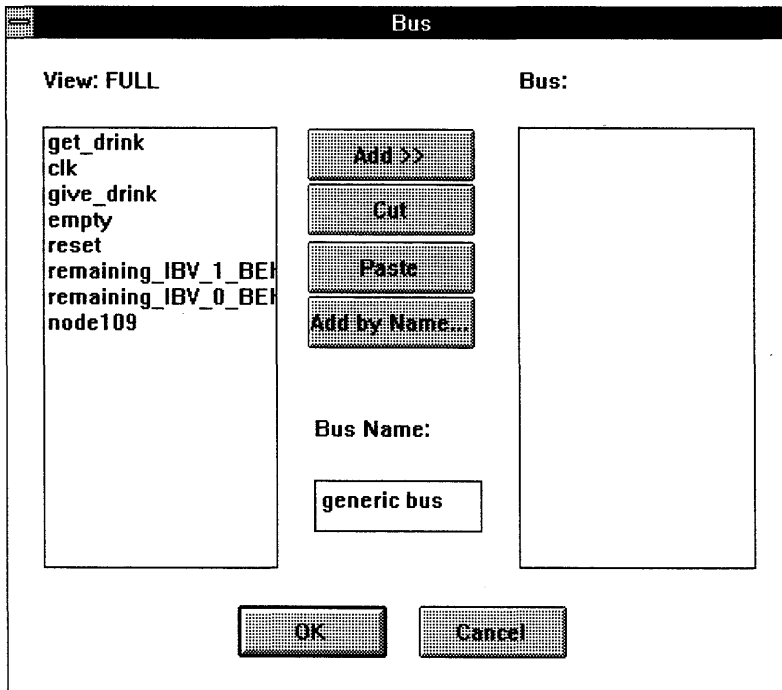 Bus
View: FULL
Bus:
get_drink
clk
give_drink
empty
reset
remaining_IBV_1_BEH
remaining_IBV_0_BEH
node109
Add >>
Cut
Paste
Add by Name...
Bus Name:
generic bus
OK
Cancel